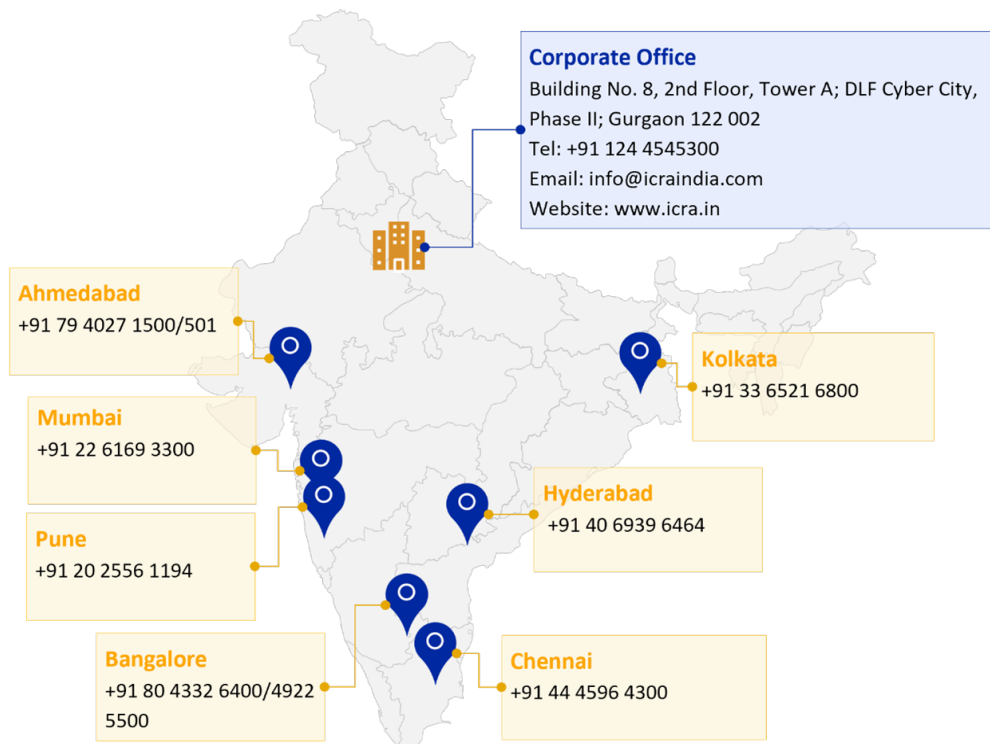 Corporate Office
Building No. 8, 2nd Floor, Tower A; DLF Cyber City,
Phase II; Gurgaon 122 002
Tel: +91 124 4545300
Email: info@icraindia.com
Website: www.icra.in
Ahmedabad
+91 79 4027 1500/501
Kolkata
+91 33 6521 6800
Mumbai
+91 22 6169 3300
Hyderabad
+91 40 6939 6464
Pune
+91 20 2556 1194
Bangalore
+91 80 4332 6400/4922
5500
Chennai
+91 44 4596 4300